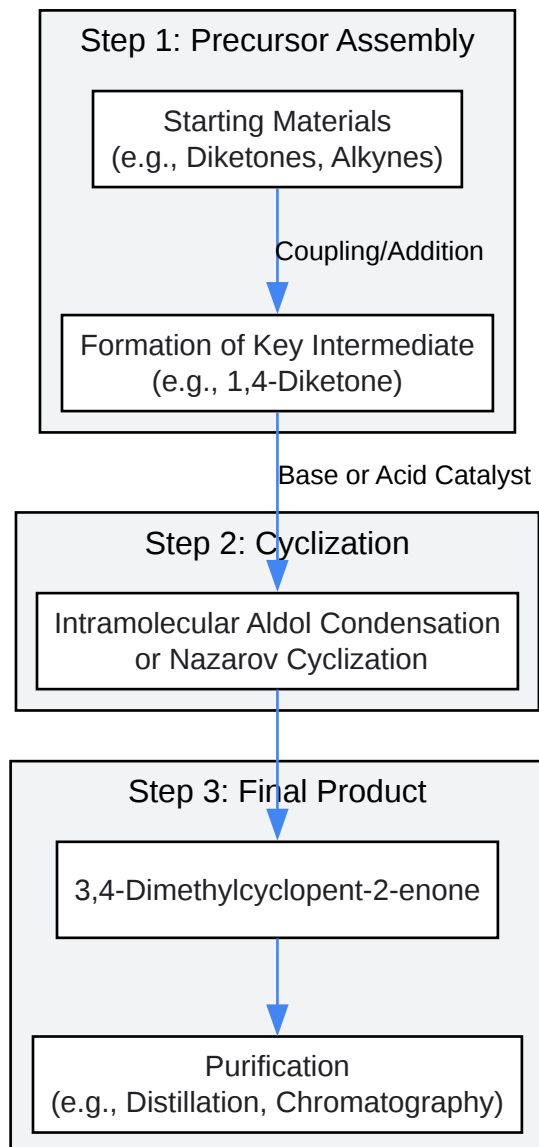 Step 1: Precursor Assembly
Starting Materials
(e.g., Diketones, Alkynes)
Coupling/Addition
Formation of Key Intermediate
(e.g., 1,4-Diketone)
Base or Acid Catalyst
Step 2: Cyclization
Intramolecular Aldol Condensation
or Nazarov Cyclization
Step 3: Final Product
3,4-Dimethylcyclopent-2-enone
Purification
(e.g., Distillation, Chromatography)